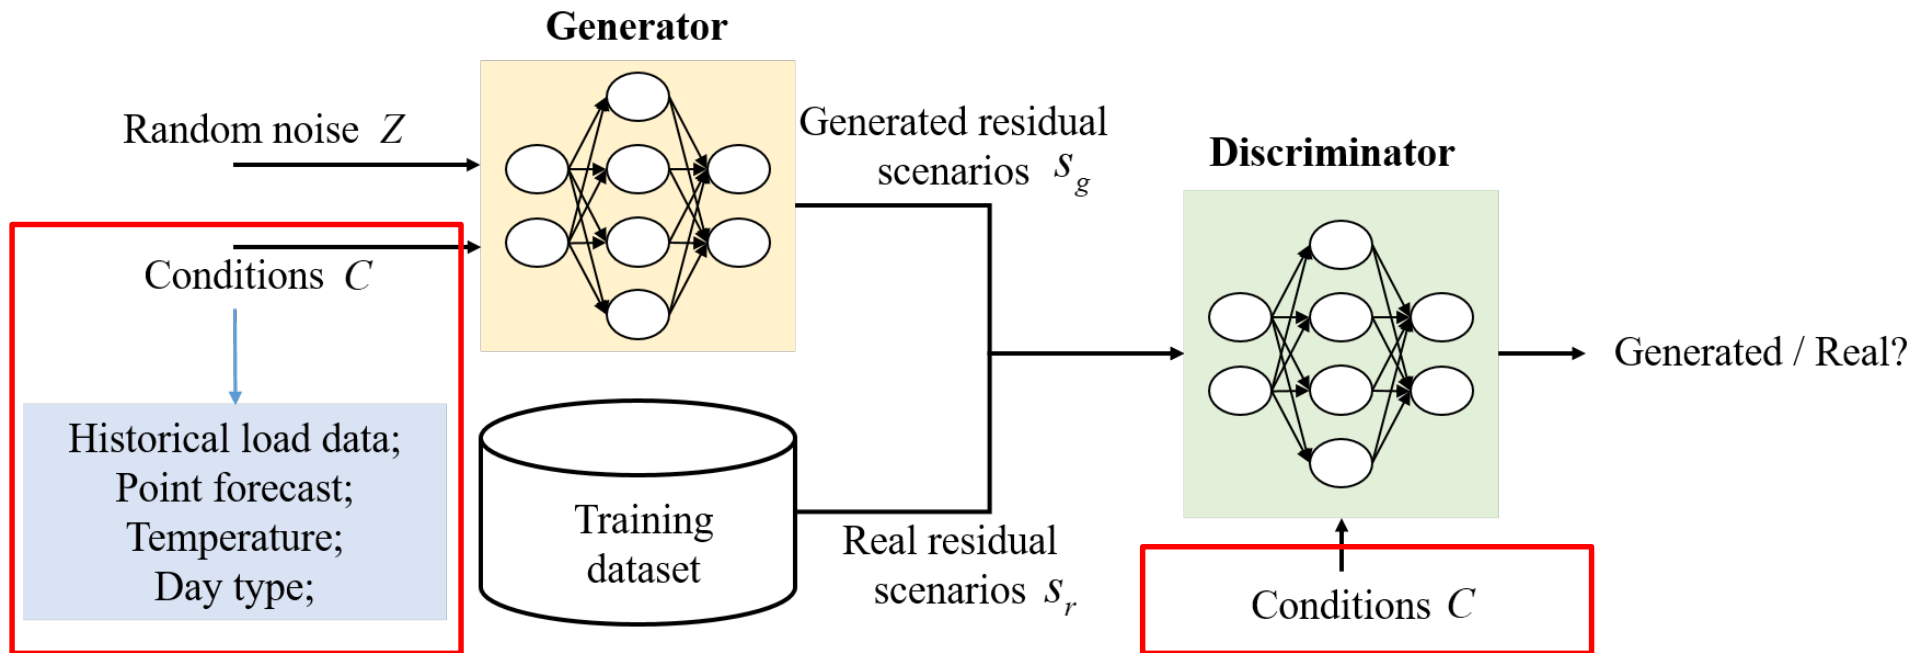 Generator
Random noise Z
Generated residual
scenarios s_g
Discriminator
Conditions C
Generated / Real?
Historical load data;
Point forecast;
Temperature;
Day type;
Training
dataset
Real residual
scenarios s_r
Conditions C